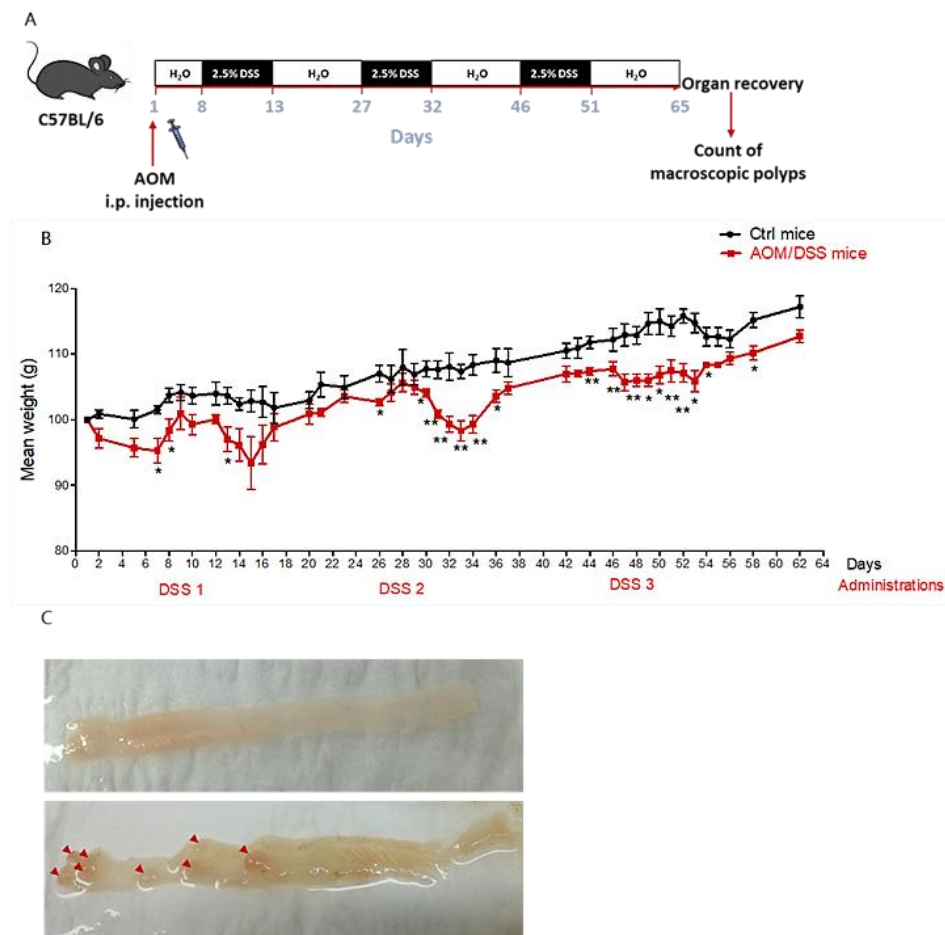 A
H₂O 2.5% DSS H₂O 2.5% DSS H₂O 2.5% DSS H₂O
Organ recovery
1 8 13 27 32 46 51 65
C57BL/6
Days
AOM
i.p. injection
Count of
macroscopic polyps
B
Ctrl mice
AOM/DSS mice
120
110
100
90
80
Mean weight (g)
* * * * * ** ** ** ** * ** ** ** ** * * ** ** * * *
0 2 4 6 8 10 12 14 16 18 20 22 24 26 28 30 32 34 36 38 40 42 44 46 48 50 52 54 56 58 60 62 64 Days
DSS 1 DSS 2 DSS 3 Administrations
C